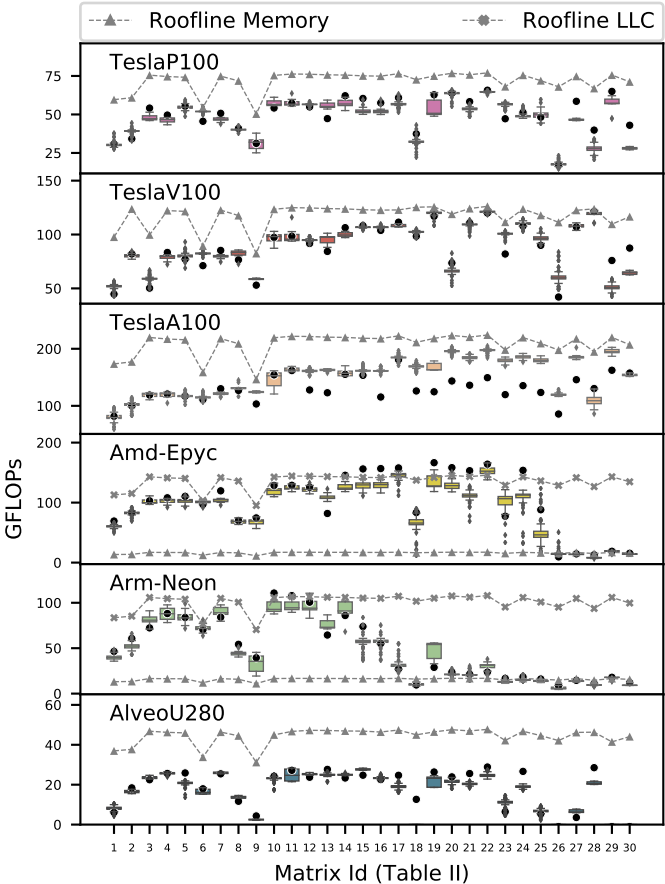 Roofline Memory Roofline LLC
TeslaP100
75
50
25
TeslaV100
150
100
50
TeslaA100
200
100
Amd-Epyc
200
100
0
GFLOPs
Arm-Neon
100
50
0
AlveoU280
60
40
20
0
1 2 3 4 5 6 7 8 9 10 11 12 13 14 15 16 17 18 19 20 21 22 23 24 25 26 27 28 29 30
Matrix Id (Table II)